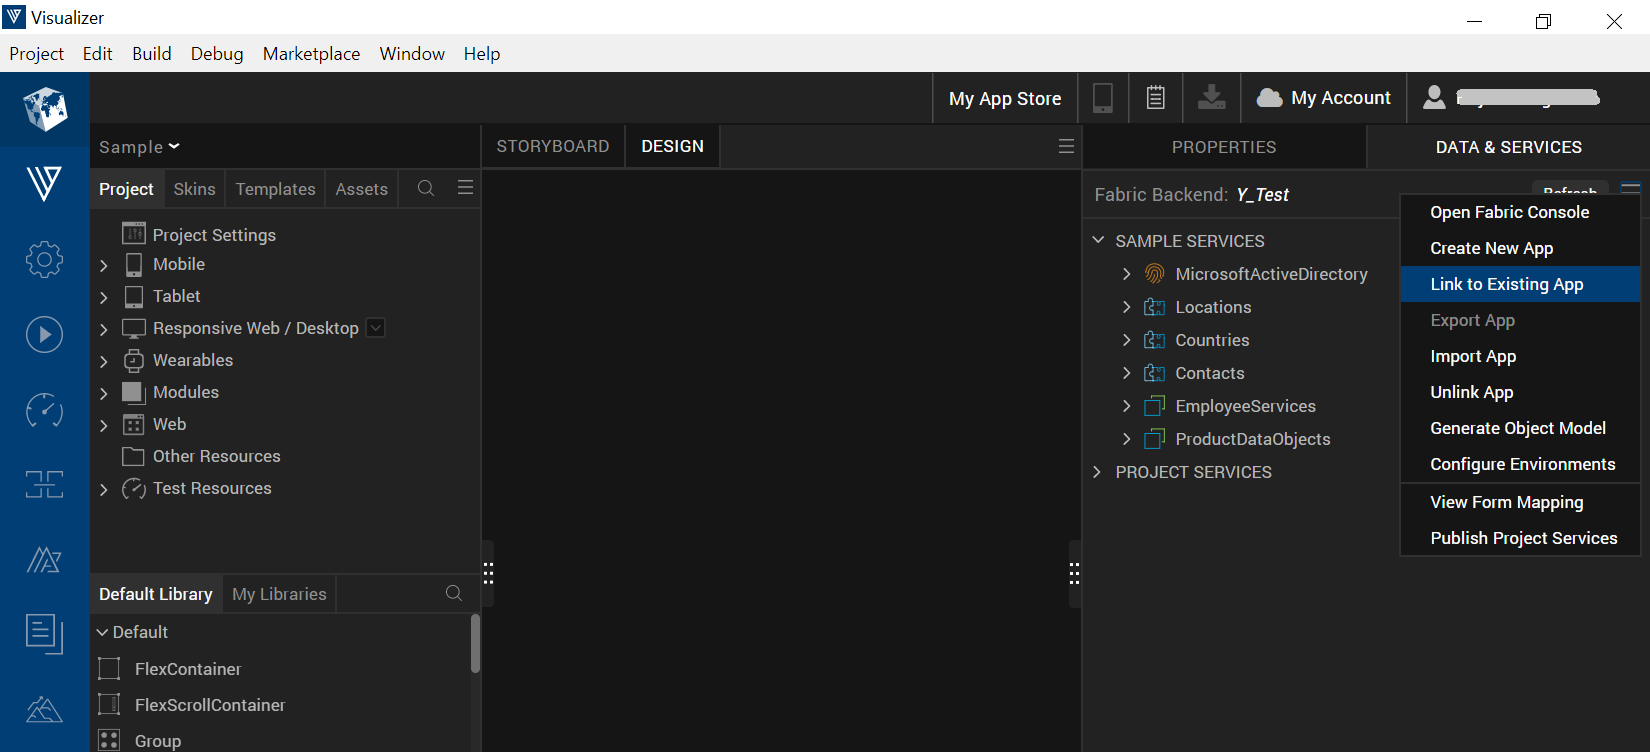 Visualizer
Project Edit Build Debug Marketplace Window Help
My App Store My Account
Sample
STORYBOARD DESIGN
PROPERTIES DATA & SERVICES
Project Skins Templates Assets
Fabric Backend: Y_Test Refresh
Project Settings
Mobile
Tablet
Responsive Web / Desktop
Wearables
Modules
Web
Other Resources
Test Resources
Default Library My Libraries
Default
FlexContainer
FlexScrollContainer
Group
SAMPLE SERVICES
MicrosoftActiveDirectory
Locations
Countries
Contacts
EmployeeServices
ProductDataObjects
PROJECT SERVICES
Open Fabric Console
Create New App
Link to Existing App
Export App
Import App
Unlink App
Generate Object Model
Configure Environments
View Form Mapping
Publish Project Services